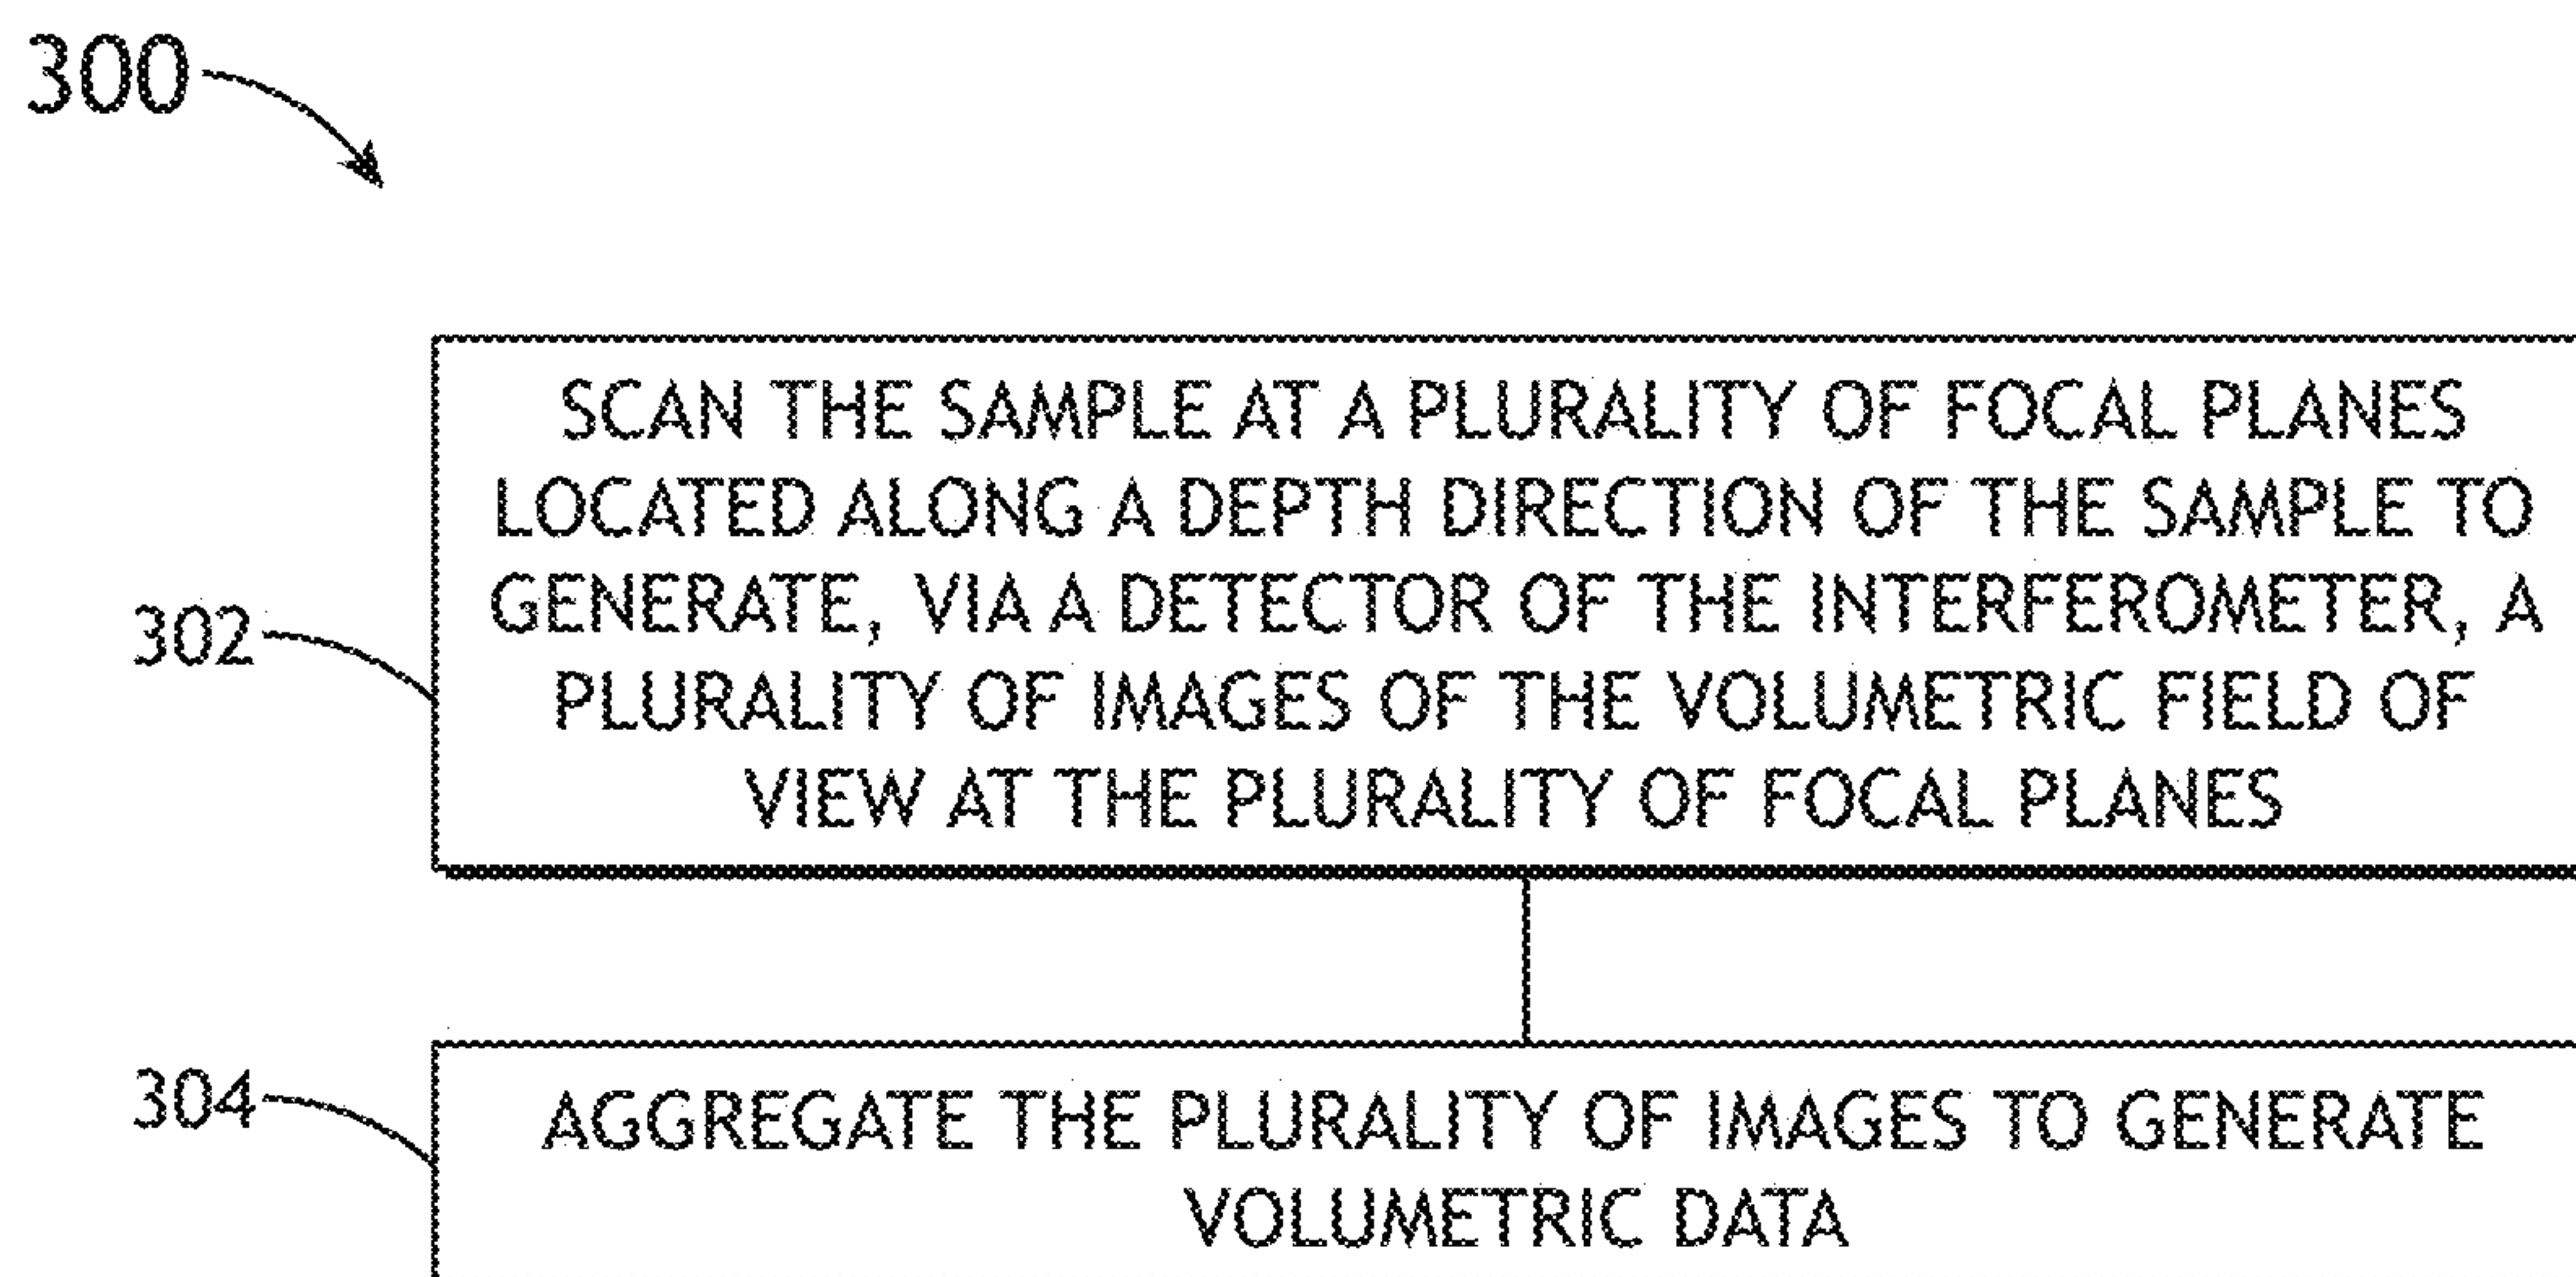 300
SCAN THE SAMPLE AT A PLURALITY OF FOCAL PLANES
LOCATED ALONG A DEPTH DIRECTION OF THE SAMPLE TO
GENERATE, VIA A DETECTOR OF THE INTERFEROMETER, A
302
PLURALITY OF IMAGES OF THE VOLUMETRIC FIELD OF
VIEW AT THE PLURALITY OF FOCAL PLANES
304
AGGREGATE THE PLURALITY OF IMAGES TO GENERATE
VOLUMETRIC DATA